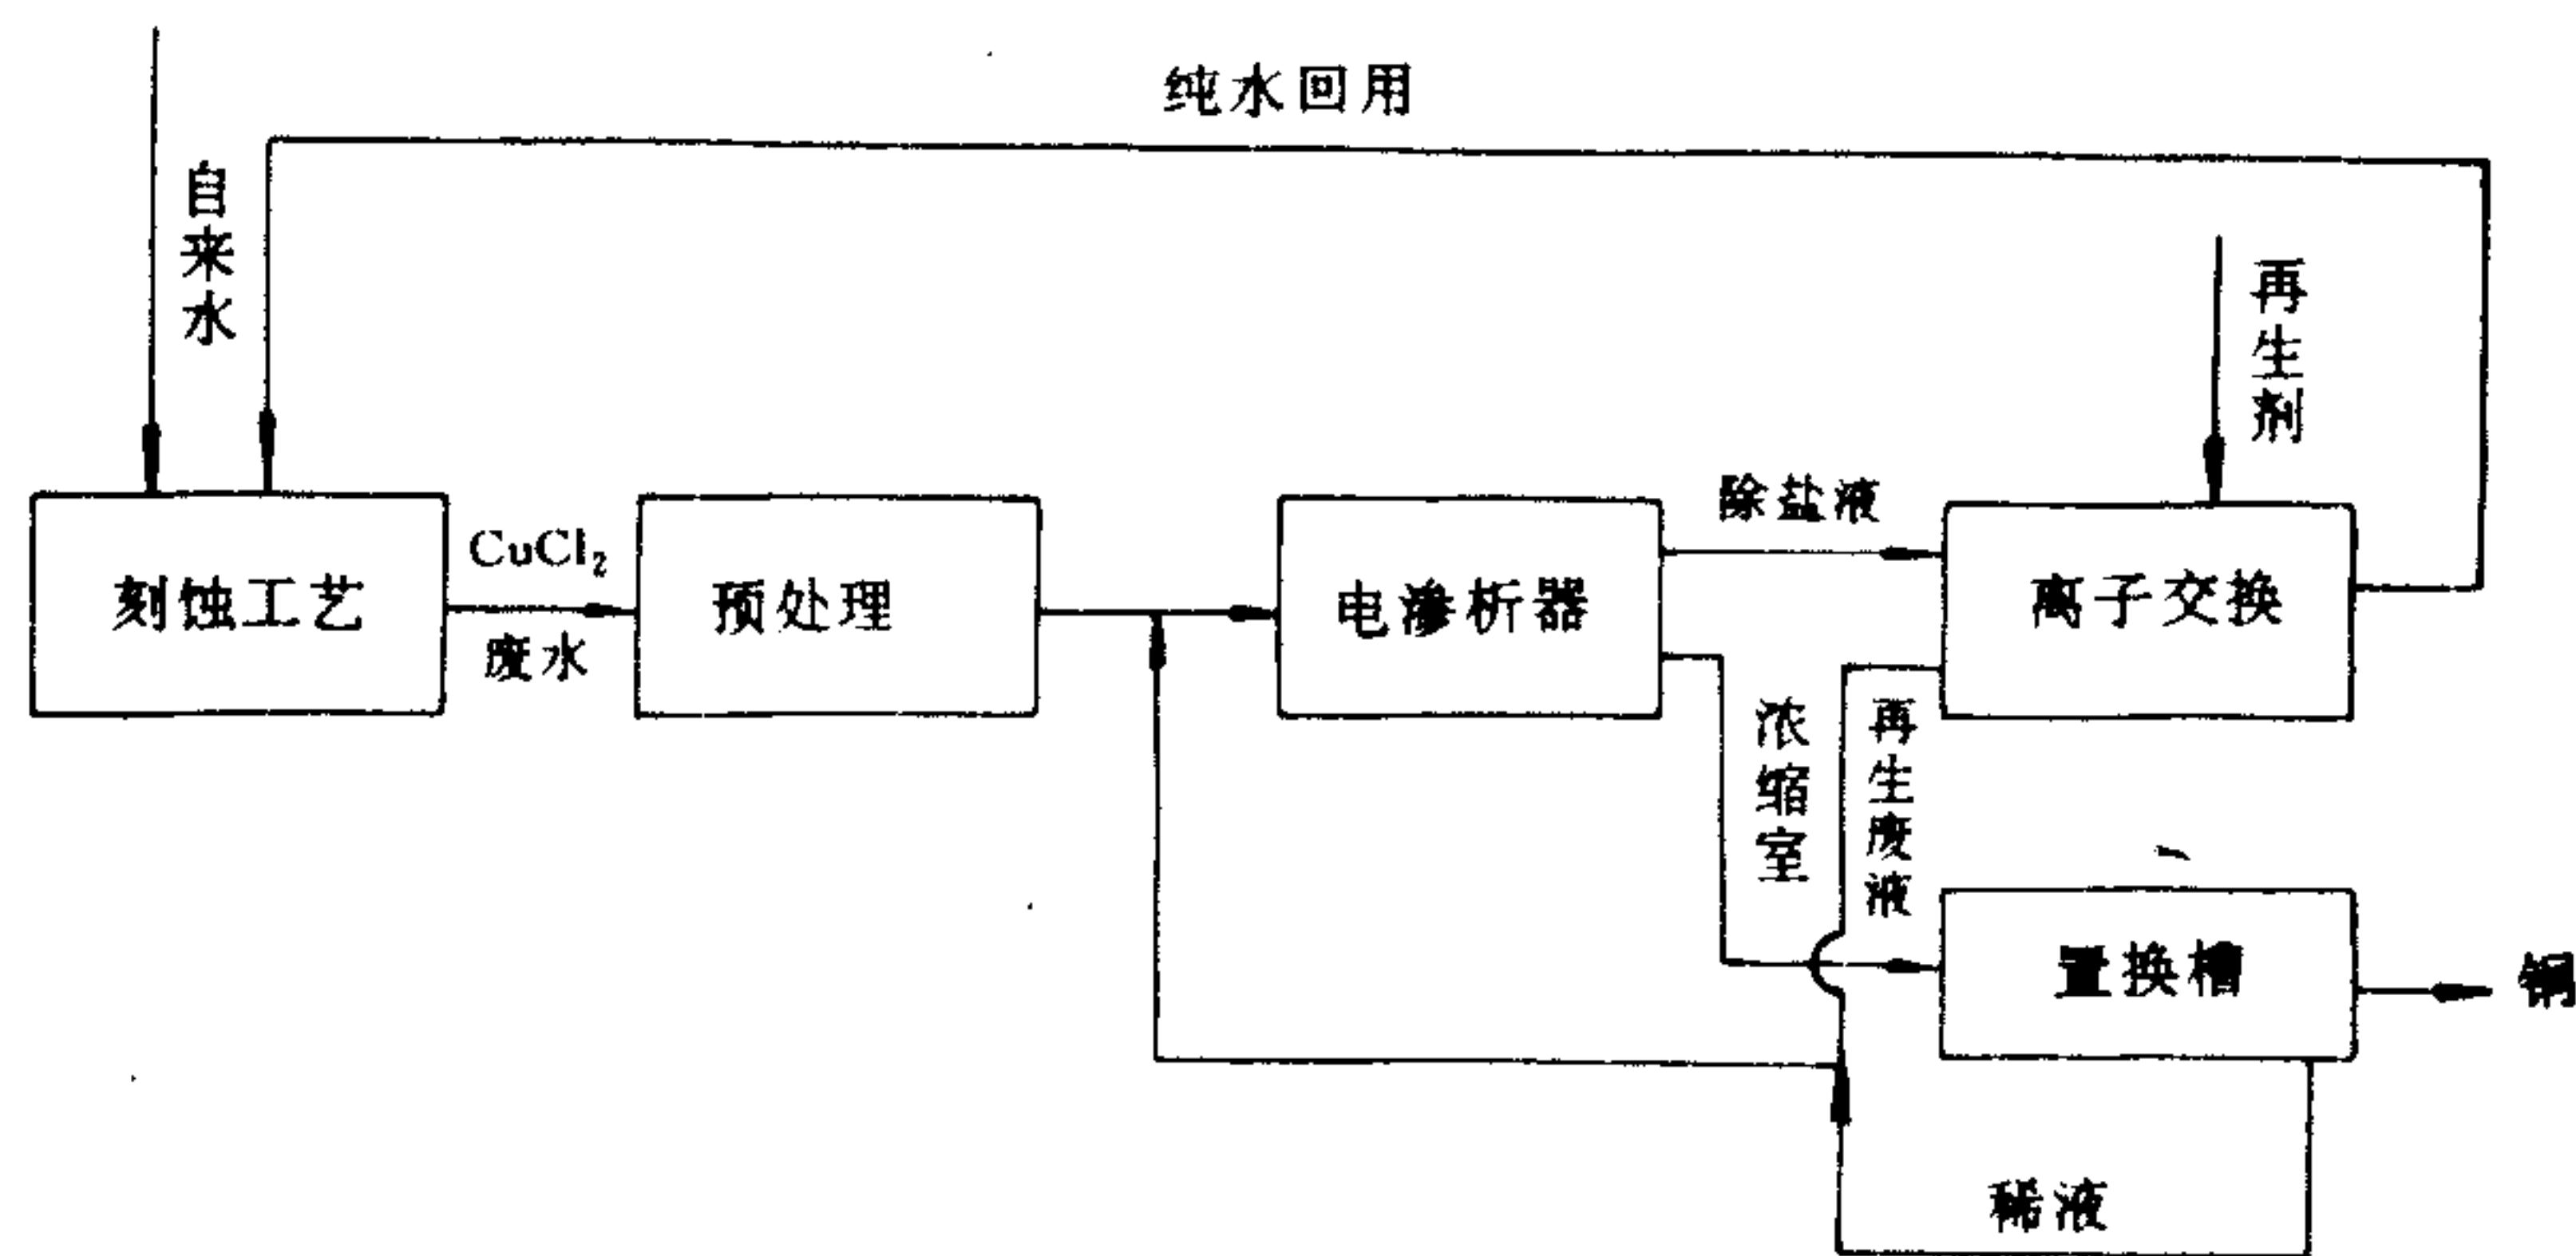 纯水回用
自来水
再生剂
除盐液
CuCl₂
刻蚀工艺
预处理
电渗析器
离子交换
废水
浓缩室
再生废液
置换槽
铜
稀液